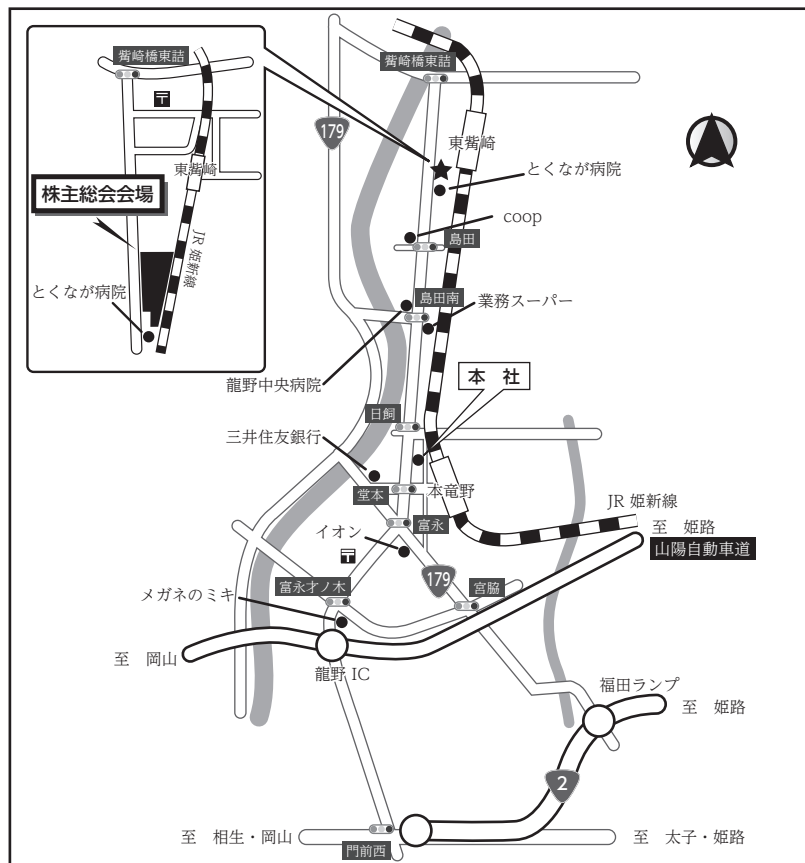 觜崎橋東詰
東觜崎
株主総会会場
JR 姫新線
とくなが病院
觜崎橋東詰
179
東觜崎
とくなが病院
coop
島田
島田南
業務スーパー
龍野中央病院
本 社
日飼
三井住友銀行
堂本
本竜野
JR 姫新線
富永
イオン
至 姫路
山陽自動車道
179
富永才ノ木
宮脇
メガネのミキ
至 岡山
龍野 IC
福田ランプ
至 姫路
2
至 相生・岡山
門前西
至 太子・姫路